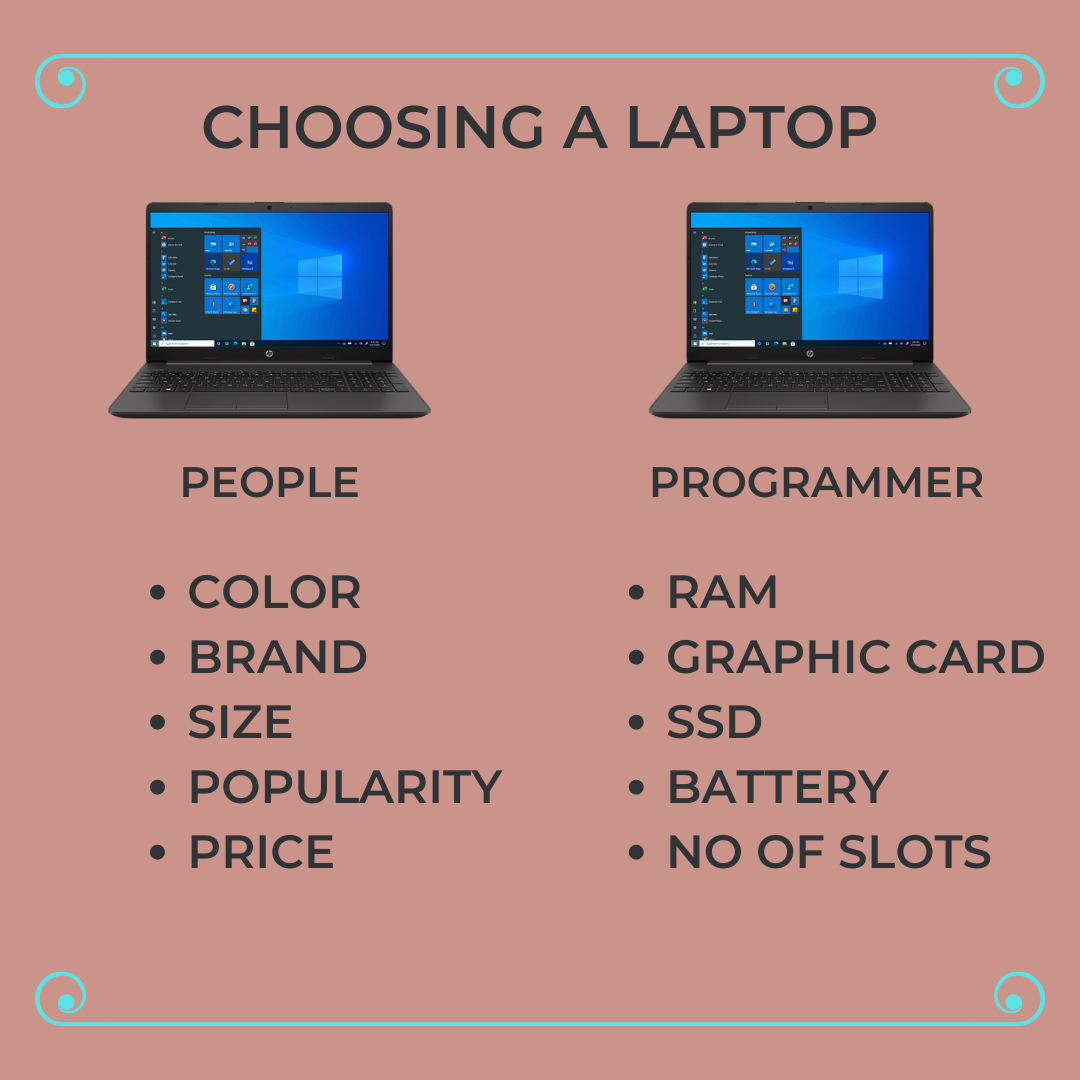 CHOOSING A LAPTOP
PEOPLE
COLOR
BRAND
SIZE
POPULARITY
PRICE
PROGRAMMER
RAM
GRAPHIC CARD
SSD
BATTERY
NO OF SLOTS